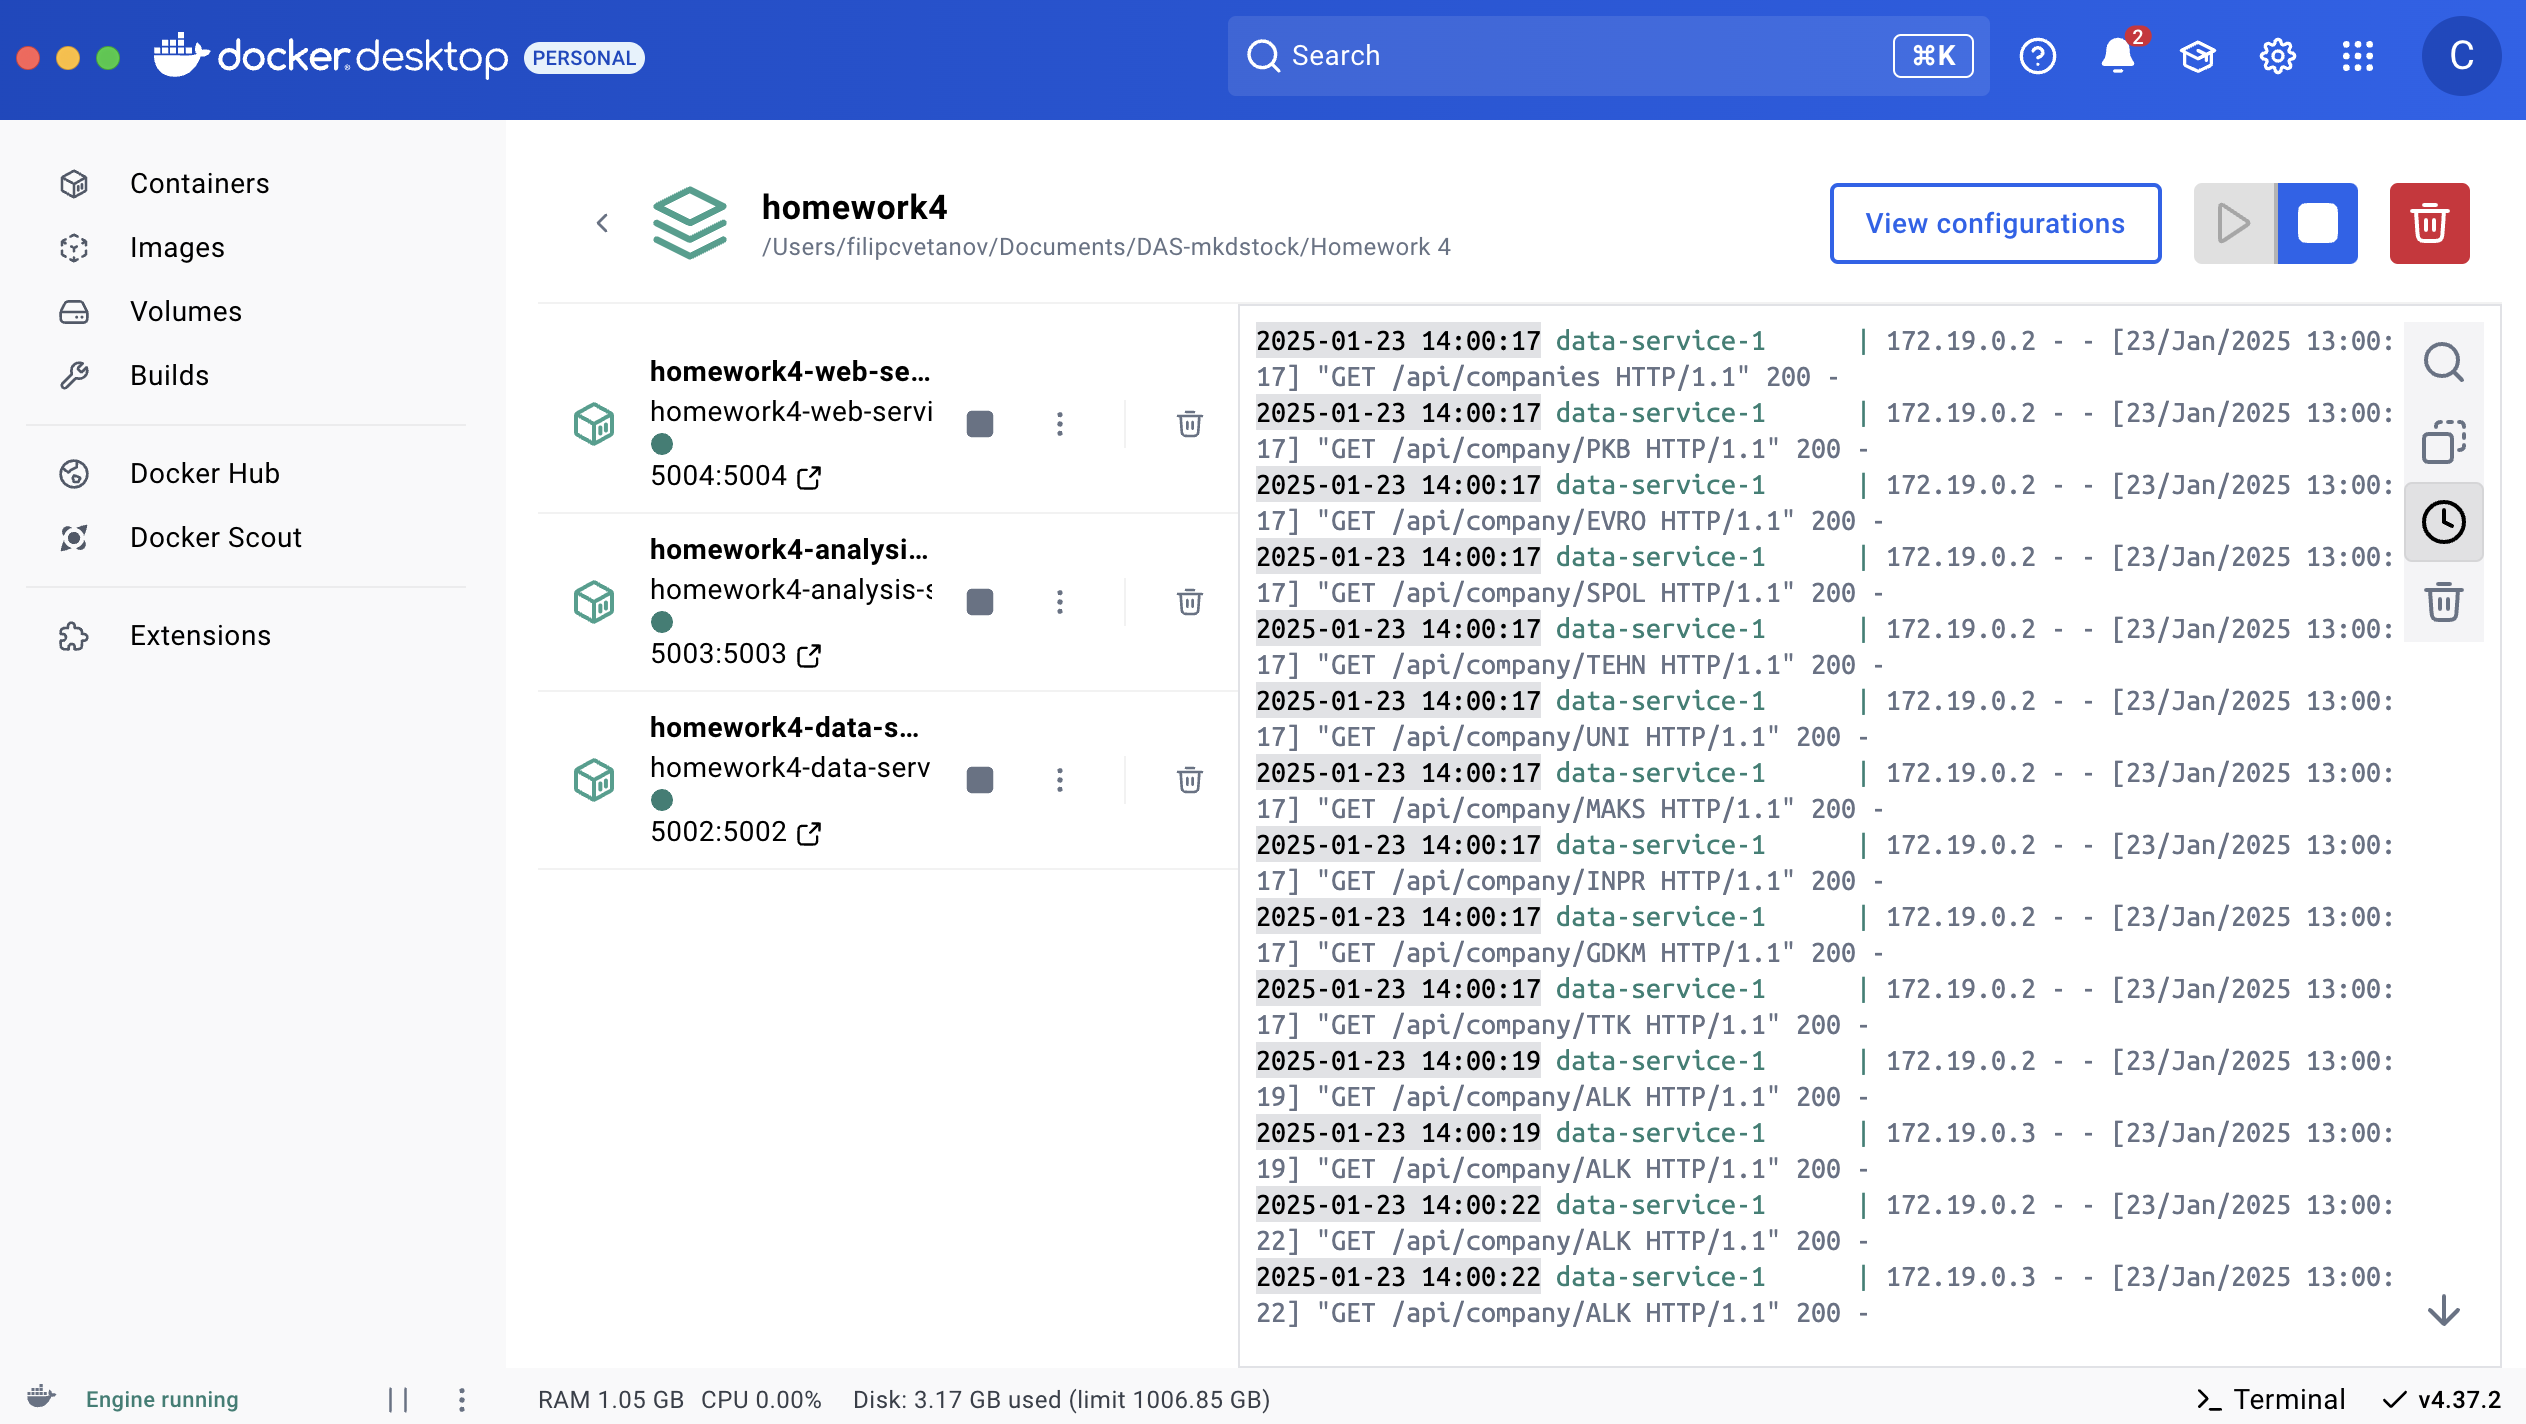 docker desktop PERSONAL
Search
⌘K
2
C
Containers
Images
Volumes
Builds
Docker Hub
Docker Scout
Extensions
homework4
/Users/filipcvetanov/Documents/DAS-mkdstock/Homework 4
View configurations
homework4-web-se...
homework4-web-servi
5004:5004
homework4-analysi...
homework4-analysis-s
5003:5003
homework4-data-s...
homework4-data-serv
5002:5002
2025-01-23 14:00:17 data-service-1 | 172.19.0.2 - - [23/Jan/2025 13:00:
17] "GET /api/companies HTTP/1.1" 200 -
2025-01-23 14:00:17 data-service-1 | 172.19.0.2 - - [23/Jan/2025 13:00:
17] "GET /api/company/PKB HTTP/1.1" 200 -
2025-01-23 14:00:17 data-service-1 | 172.19.0.2 - - [23/Jan/2025 13:00:
17] "GET /api/company/EVRO HTTP/1.1" 200 -
2025-01-23 14:00:17 data-service-1 | 172.19.0.2 - - [23/Jan/2025 13:00:
17] "GET /api/company/SPOL HTTP/1.1" 200 -
2025-01-23 14:00:17 data-service-1 | 172.19.0.2 - - [23/Jan/2025 13:00:
17] "GET /api/company/TEHN HTTP/1.1" 200 -
2025-01-23 14:00:17 data-service-1 | 172.19.0.2 - - [23/Jan/2025 13:00:
17] "GET /api/company/UNI HTTP/1.1" 200 -
2025-01-23 14:00:17 data-service-1 | 172.19.0.2 - - [23/Jan/2025 13:00:
17] "GET /api/company/MAKS HTTP/1.1" 200 -
2025-01-23 14:00:17 data-service-1 | 172.19.0.2 - - [23/Jan/2025 13:00:
17] "GET /api/company/INPR HTTP/1.1" 200 -
2025-01-23 14:00:17 data-service-1 | 172.19.0.2 - - [23/Jan/2025 13:00:
17] "GET /api/company/GDKM HTTP/1.1" 200 -
2025-01-23 14:00:17 data-service-1 | 172.19.0.2 - - [23/Jan/2025 13:00:
17] "GET /api/company/TTK HTTP/1.1" 200 -
2025-01-23 14:00:19 data-service-1 | 172.19.0.2 - - [23/Jan/2025 13:00:
19] "GET /api/company/ALK HTTP/1.1" 200 -
2025-01-23 14:00:19 data-service-1 | 172.19.0.3 - - [23/Jan/2025 13:00:
19] "GET /api/company/ALK HTTP/1.1" 200 -
2025-01-23 14:00:22 data-service-1 | 172.19.0.2 - - [23/Jan/2025 13:00:
22] "GET /api/company/ALK HTTP/1.1" 200 -
2025-01-23 14:00:22 data-service-1 | 172.19.0.3 - - [23/Jan/2025 13:00:
22] "GET /api/company/ALK HTTP/1.1" 200 -
Engine running
RAM 1.05 GB CPU 0.00% Disk: 3.17 GB used (limit 1006.85 GB)
Terminal
v4.37.2